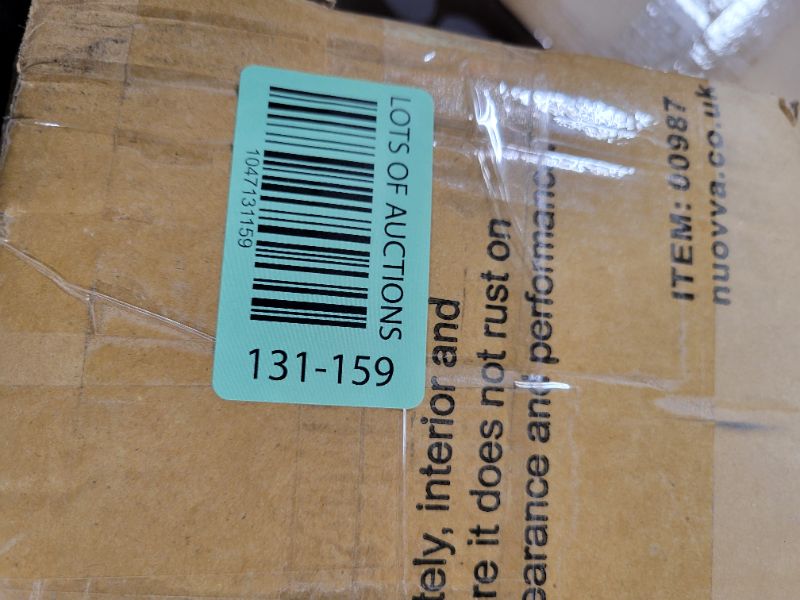 LOTS OF AUCTIONS
1047131159
131-159
tely, interior and
re it does not rust on
earance and performance.
ITEM: 00987
nuovva.co.uk